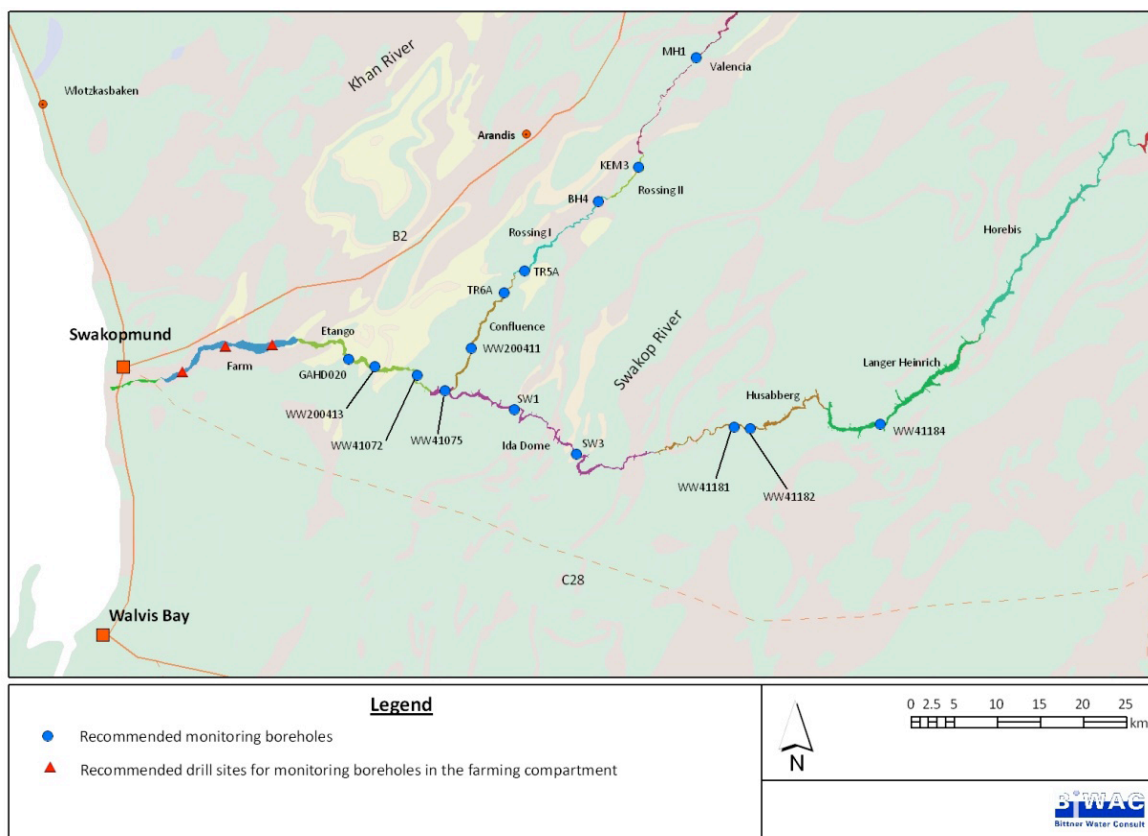 MH1
Valencia
Khan River
Wlotzkasbaken
Arandis
KEM3
Rossing II
BH4
Horebis
Rossing I
B2
TR5A
TR6A
Swakop River
Confluence
Etango
Swakopmund
WW200411
Farm
Langer Heinrich
GAHD020
Husabberg
WW200413
SW1
WW41072
WW41075
Ida Dome
SW3
WW41184
WW41181
WW41182
C28
Walvis Bay
Legend
Recommended monitoring boreholes
Recommended drill sites for monitoring boreholes in the farming compartment
N
0 2.5 5 10 15 20 25
km
BIWAC
Bittner Water Consult